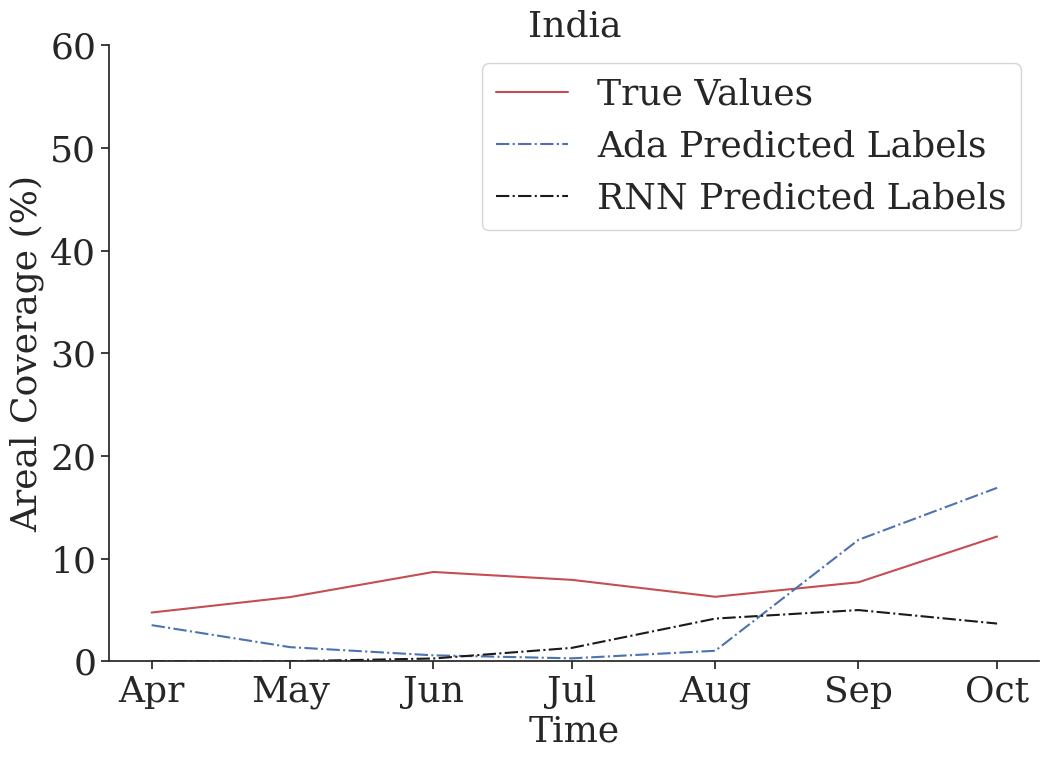 India
True Values
Ada Predicted Labels
RNN Predicted Labels
Areal Coverage (%)
60
50
40
30
20
10
0
Apr May Jun Jul Aug Sep Oct
Time